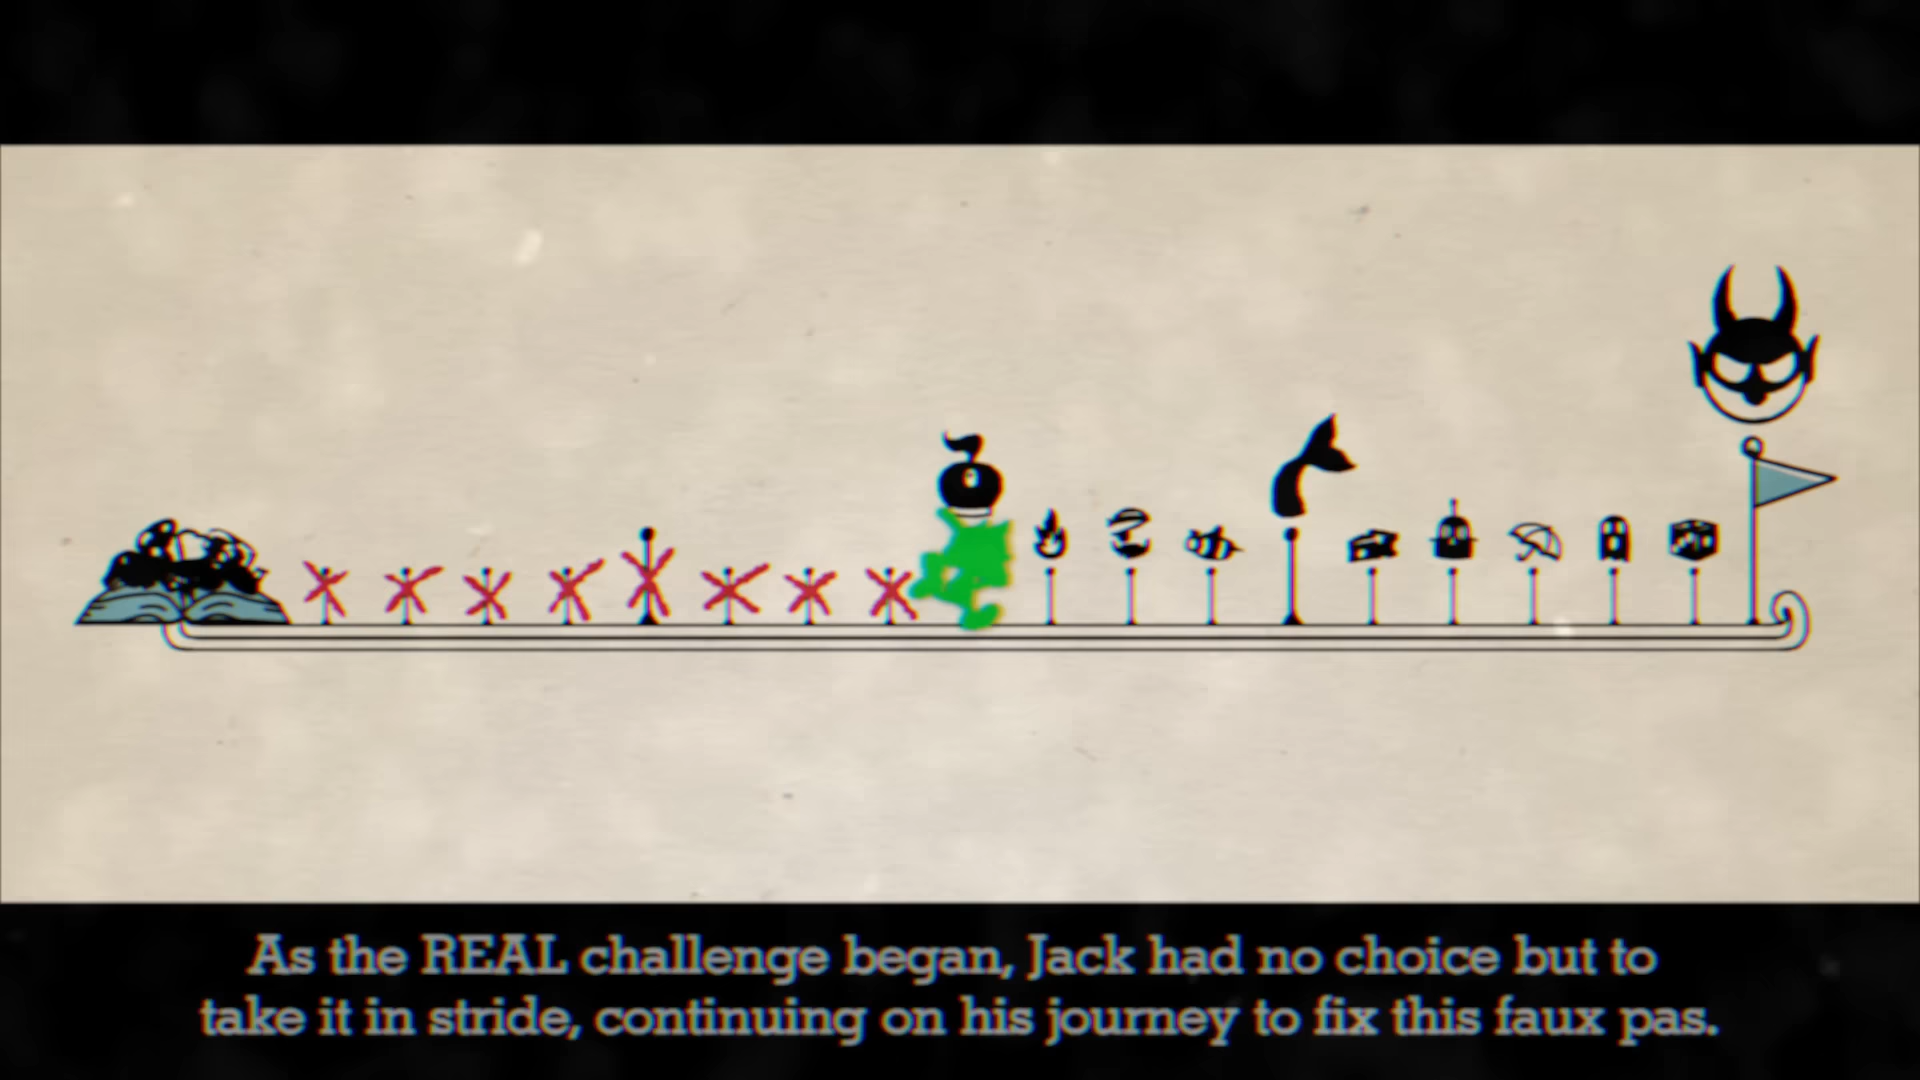 As the REAL challenge began, Jack had no choice but to
take it in stride, continuing on his journey to fix this faux pas.